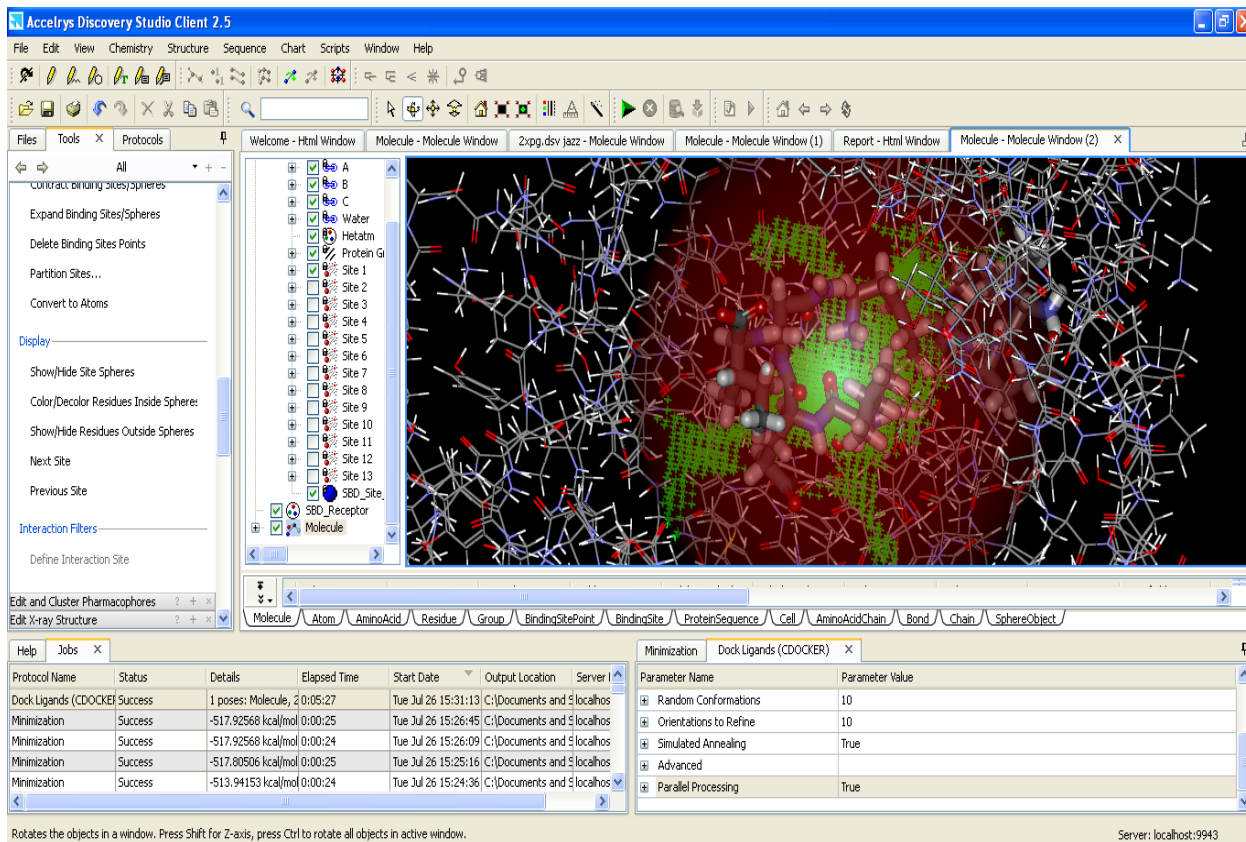 Accelrys Discovery Studio Client 2.5
File Edit View Chemistry Structure Sequence Chart Scripts Window Help
Files Tools X Protocols
Welcome - Html Window Molecule - Molecule Window 2xpg.dsv jazz - Molecule Window Molecule - Molecule Window (1) Report - Html Window Molecule - Molecule Window (2) X
All
Contract Binding Sites/Spheres
Expand Binding Sites/Spheres
Delete Binding Sites Points
Partition Sites...
Convert to Atoms
Display
Show/Hide Site Spheres
Color/Decolor Residues Inside Spheres
Show/Hide Residues Outside Spheres
Next Site
Previous Site
Interaction Filters
Define Interaction Site
Edit and Cluster Pharmacophores ? + ×
Edit X-ray Structure ? + ×
A
B
C
Water
Hetatm
Protein Gr
Site 1
Site 2
Site 3
Site 4
Site 5
Site 6
Site 7
Site 8
Site 9
Site 10
Site 11
Site 12
Site 13
SBD_Site_
SBD_Receptor
Molecule
Molecule Atom AminoAcid Residue Group BindingSitePoint BindingSite ProteinSequence Cell AminoAcidChain Bond Chain SphereObject
Help Jobs X
Protocol Name Status Details Elapsed Time Start Date Output Location Server
Dock Ligands (CDOCKER Success 1 poses: Molecule, 2 0:05:27 Tue Jul 26 15:31:13 C:\Documents and S localhos
Minimization Success -517.92568 kcal/mol 0:00:25 Tue Jul 26 15:26:45 C:\Documents and S localhos
Minimization Success -517.92568 kcal/mol 0:00:24 Tue Jul 26 15:26:09 C:\Documents and S localhos
Minimization Success -517.80506 kcal/mol 0:00:25 Tue Jul 26 15:25:16 C:\Documents and S localhos
Minimization Success -513.94153 kcal/mol 0:00:24 Tue Jul 26 15:24:36 C:\Documents and S localhos
Minimization Dock Ligands (CDOCKER) X
Parameter Name Parameter Value
Random Conformations 10
Orientations to Refine 10
Simulated Annealing True
Advanced
Parallel Processing True
Rotates the objects in a window. Press Shift for Z-axis, press Ctrl to rotate all objects in active window.
Server: localhost:9943